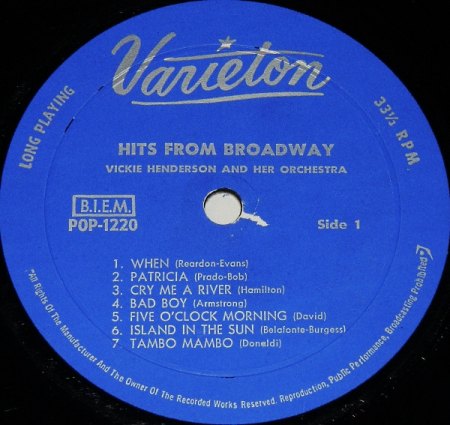 Varieton
LONG PLAYING
33⅓ RPM
HITS FROM BROADWAY
VICKIE HENDERSON AND HER ORCHESTRA
B.I.E.M.
POP-1220
Side 1
1. WHEN (Reardon-Evans)
2. PATRICIA (Prado-Bob)
3. CRY ME A RIVER (Hamilton)
4. BAD BOY (Armstrong)
5. FIVE O'CLOCK MORNING (David)
6. ISLAND IN THE SUN (Belafonte-Burgess)
7 TAMBO MAMBO (Donaldi)
"All Rights Of The Manufacturer And The Owner Of The Recorded Works Reserved. Reproduction, Public Performance, Broadcasting Prohibited"